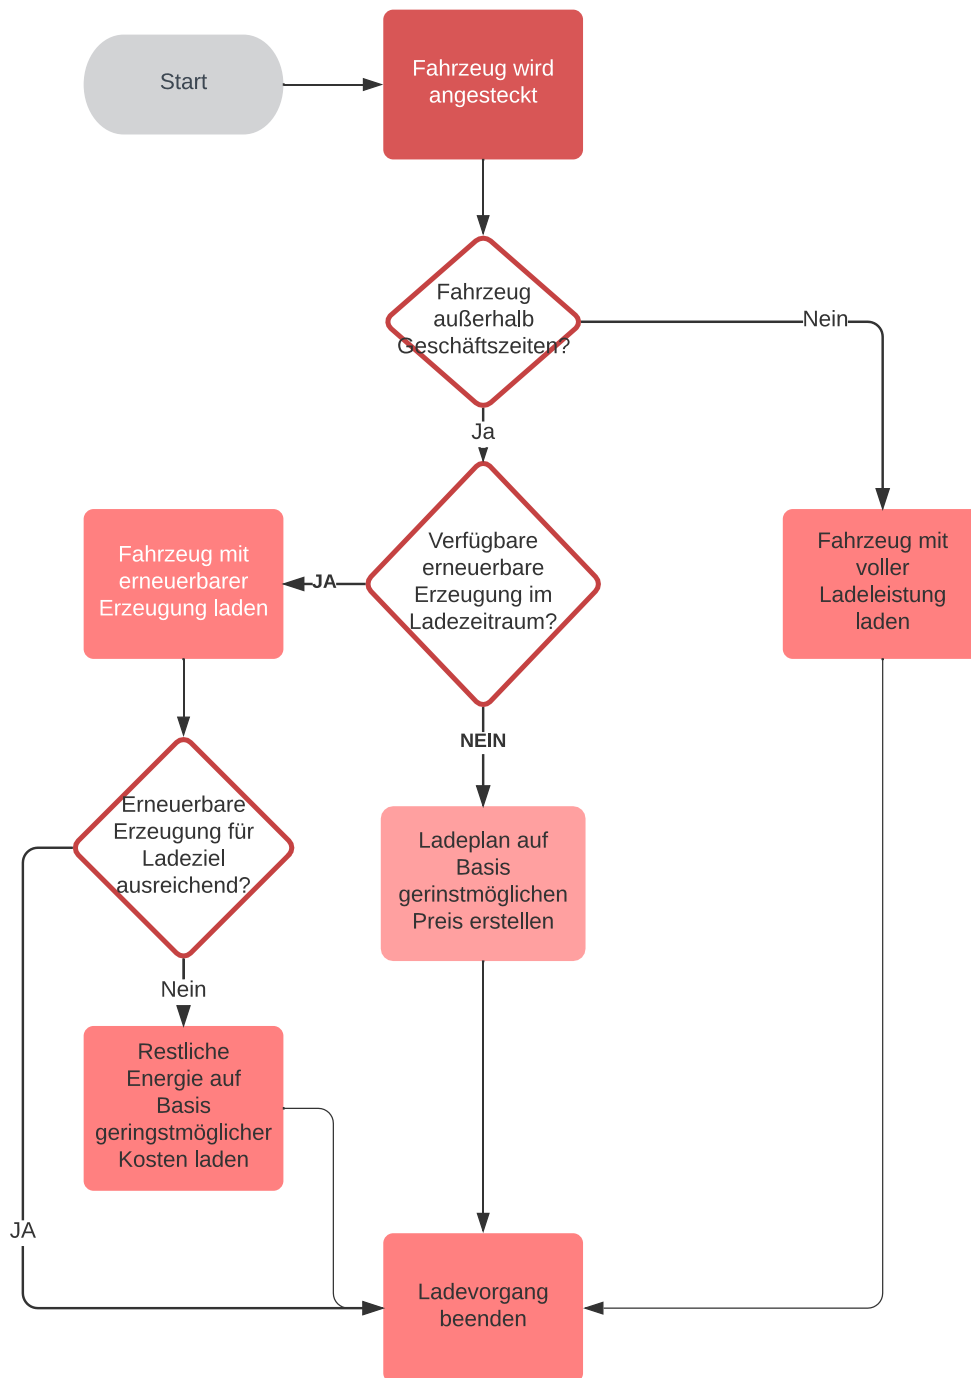 Start
Fahrzeug wird
angesteckt
Fahrzeug
außerhalb
Geschäftszeiten?
Nein
Ja
Verfügbare
erneuerbare
Erzeugung im
Ladezeitraum?
JA
Fahrzeug mit
erneuerbarer
Erzeugung laden
Fahrzeug mit
voller
Ladeleistung
laden
NEIN
Erneuerbare
Erzeugung für
Ladeziel
ausreichend?
Ladeplan auf
Basis
gerinstmöglichen
Preis erstellen
Nein
Restliche
Energie auf
Basis
geringstmöglicher
Kosten laden
JA
Ladevorgang
beenden